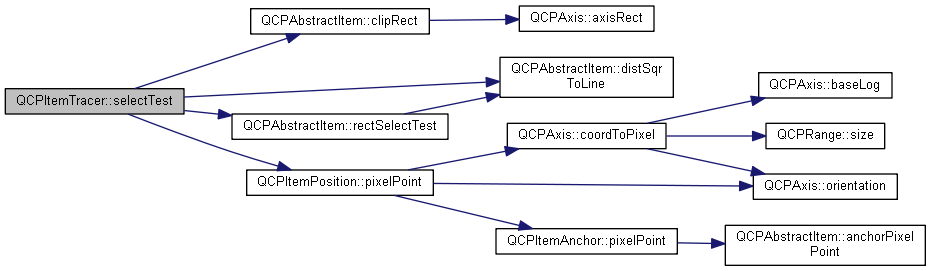 QCPItemTracer::selectTest
QCPAbstractItem::clipRect
QCPAxis::axisRect
QCPAbstractItem::distSqr
ToLine
QCPAbstractItem::rectSelectTest
QCPItemPosition::pixelPoint
QCPAxis::coordToPixel
QCPAxis::baseLog
QCPRange::size
QCPAxis::orientation
QCPItemAnchor::pixelPoint
QCPAbstractItem::anchorPixel
Point